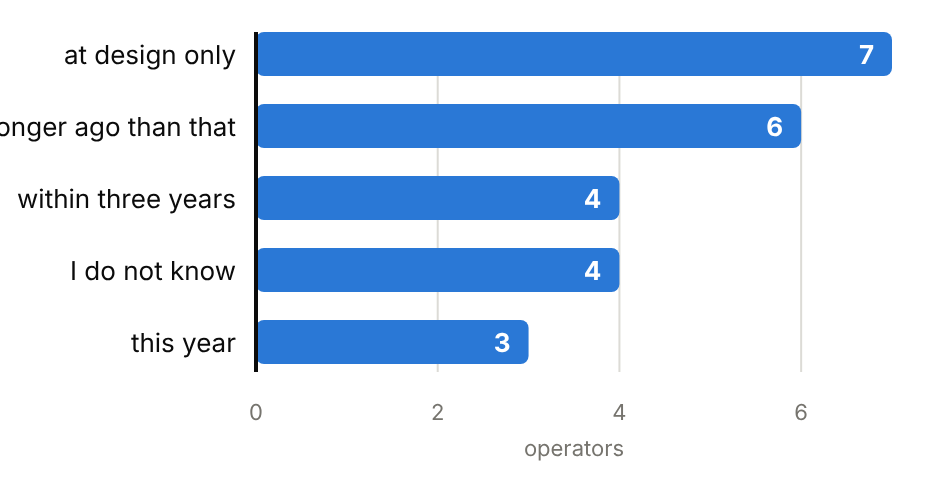 at design only
7
onger ago than that
6
within three years
4
I do not know
4
this year
3
0 2 4 6
operators